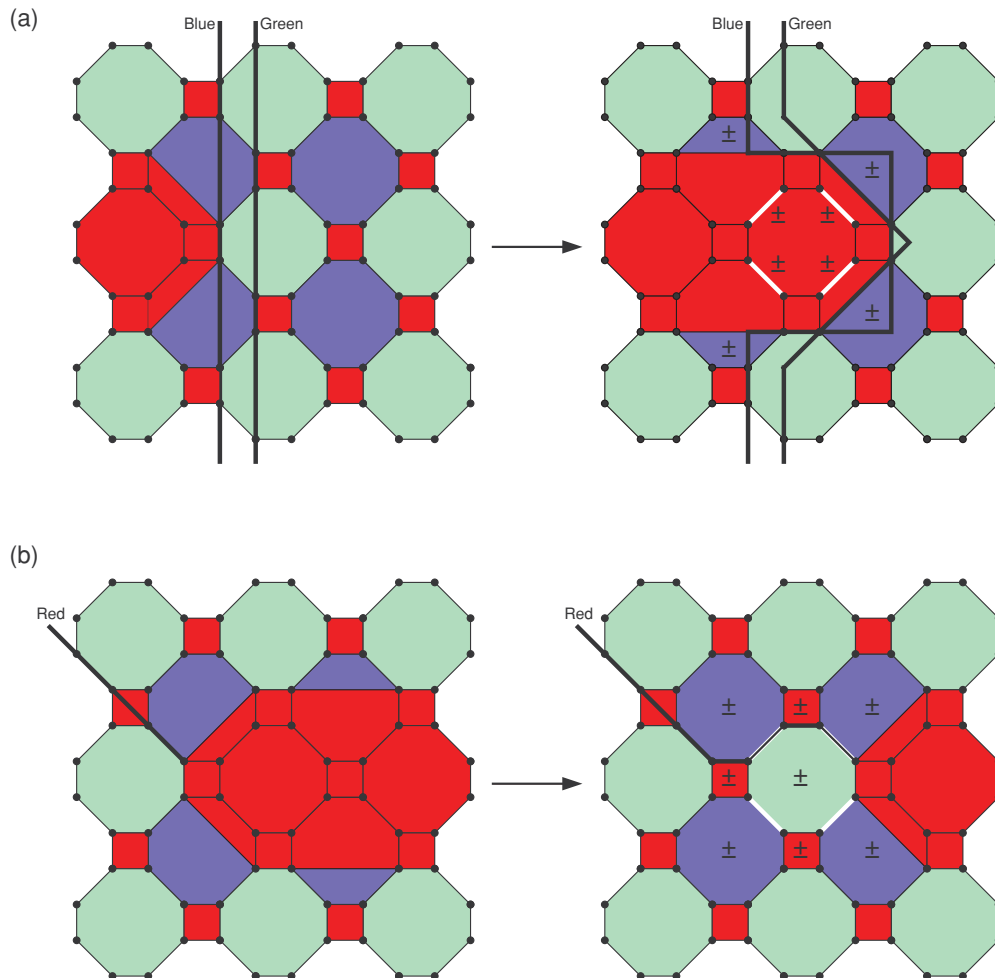 (a)
Blue Green Blue Green
±
±
± ±
± ±
±
±
(b)
Red Red
± ± ±
± ±
± ± ±